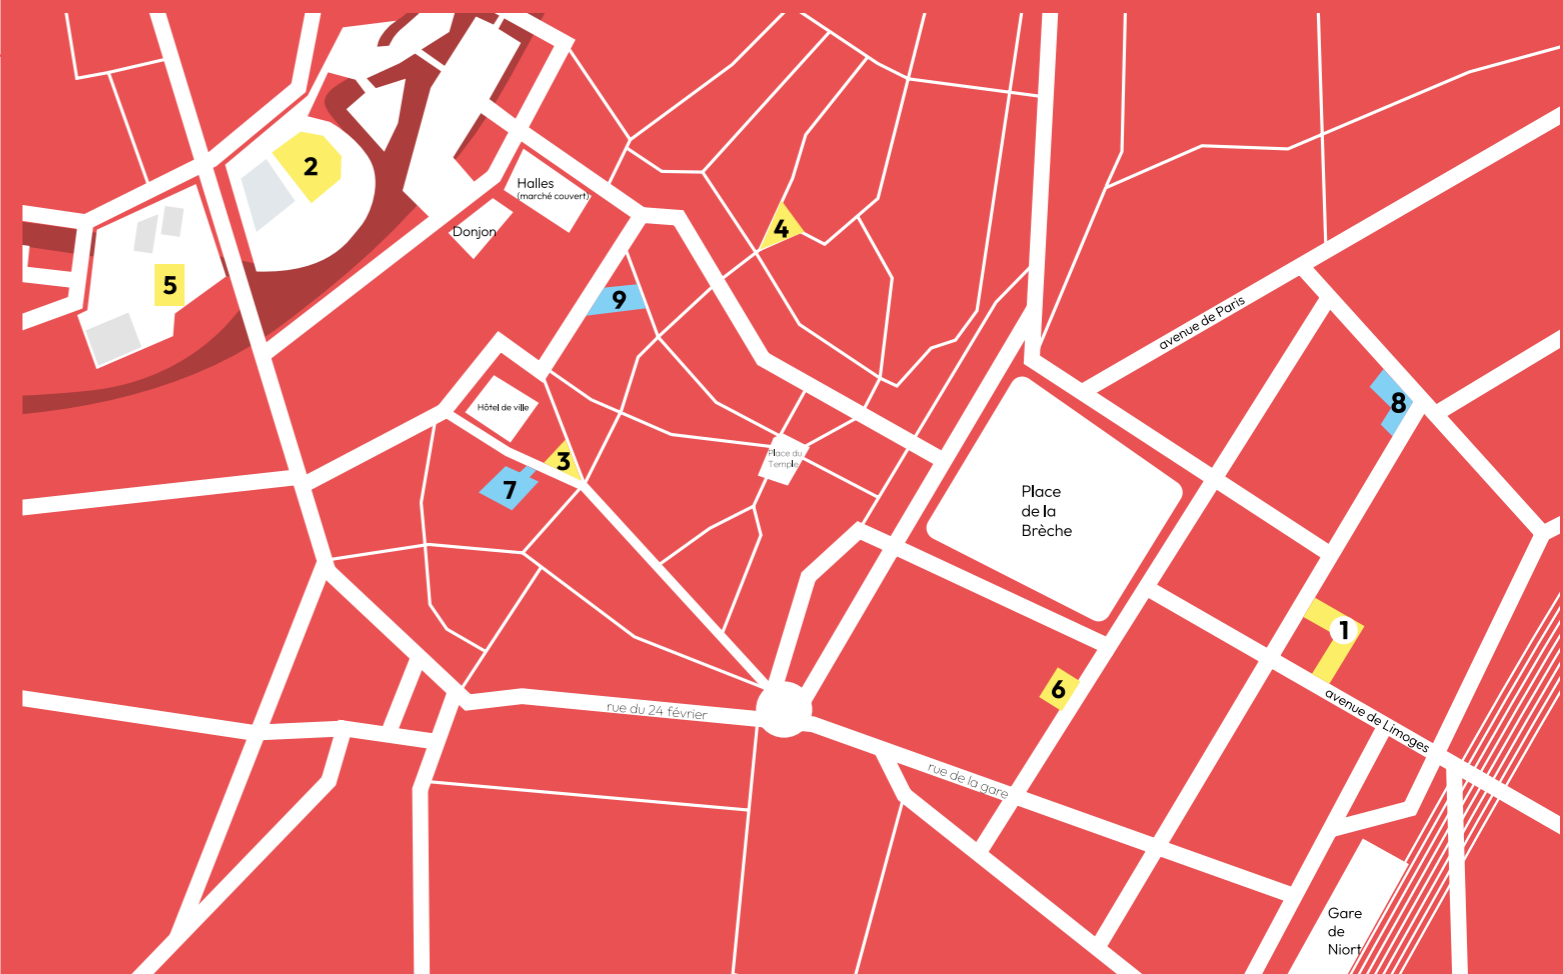 2
Halles
(marché couvert)
Donjon
4
5
9
avenue de Paris
8
Hôtel de ville
3
7
Place du
Temple
Place
de la
Brèche
1
6
avenue de Limoges
rue du 24 février
rue de la gare
Gare
de
Niort